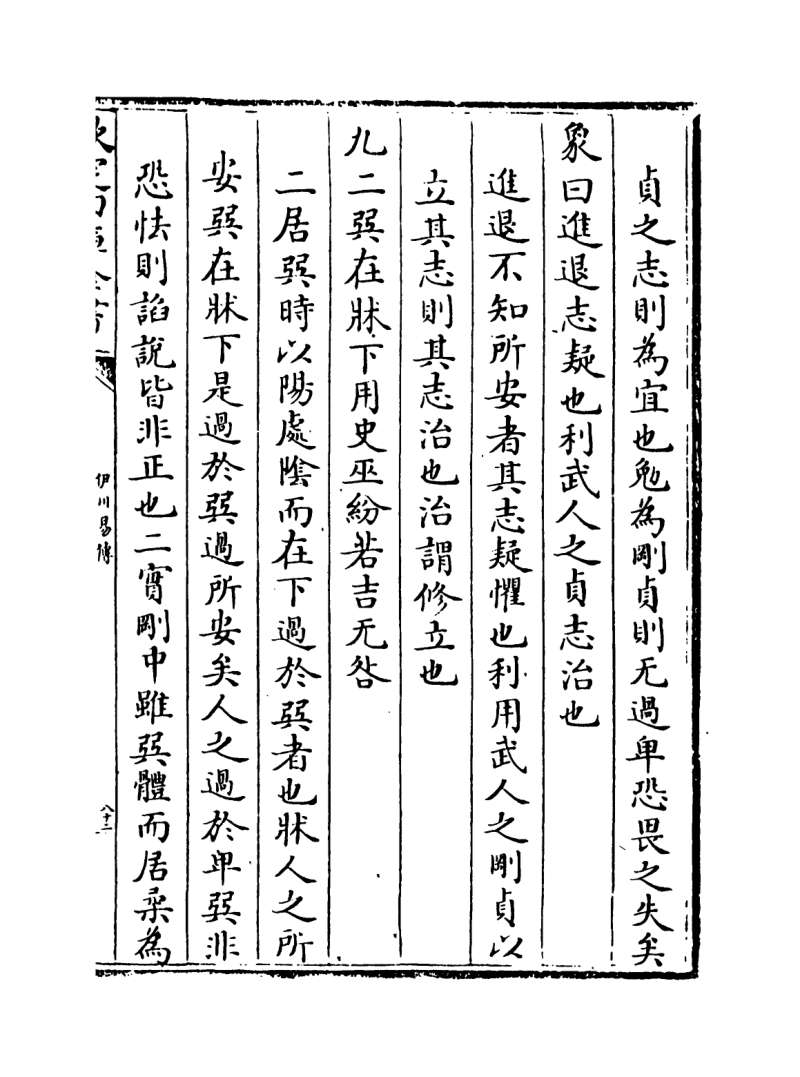 貞之志則為宜也勉為剛貞則无過卑恐畏之失矣
象曰進退志疑也利武人之貞志治也
進退不知所安者其志疑懼也利用武人之剛貞以
立其志則其志治也治謂修立也
九二巽在牀下用史巫紛若吉无咎
二居巽時以陽處隂而在下過於巽者也牀人之所
安巽在牀下是過於巽過所安矣人之過於卑巽非
恐怯則諂說皆非正也二實剛中雖巽體而居柔為
伊川易傳
八十二